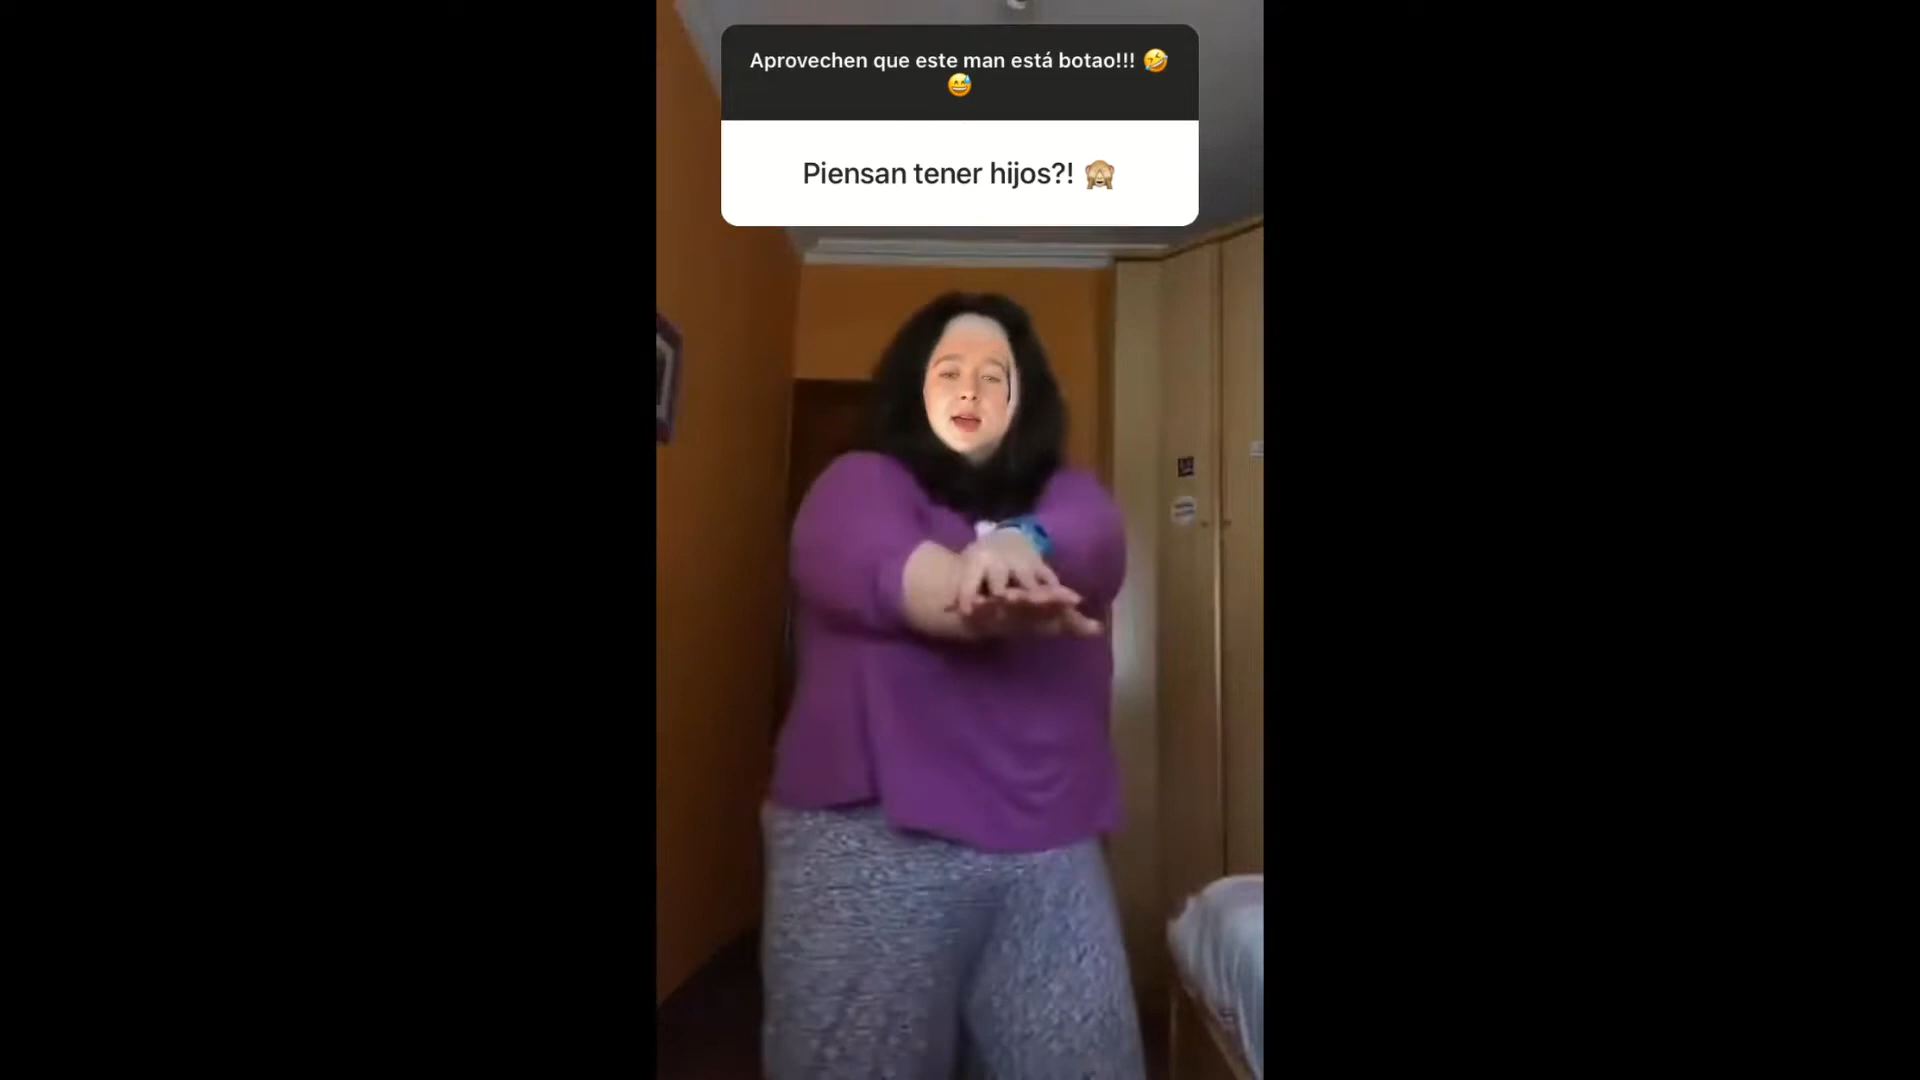 Aprovechen que este man está botao!!! 🤣
😅
Piensan tener hijos?! 🙈